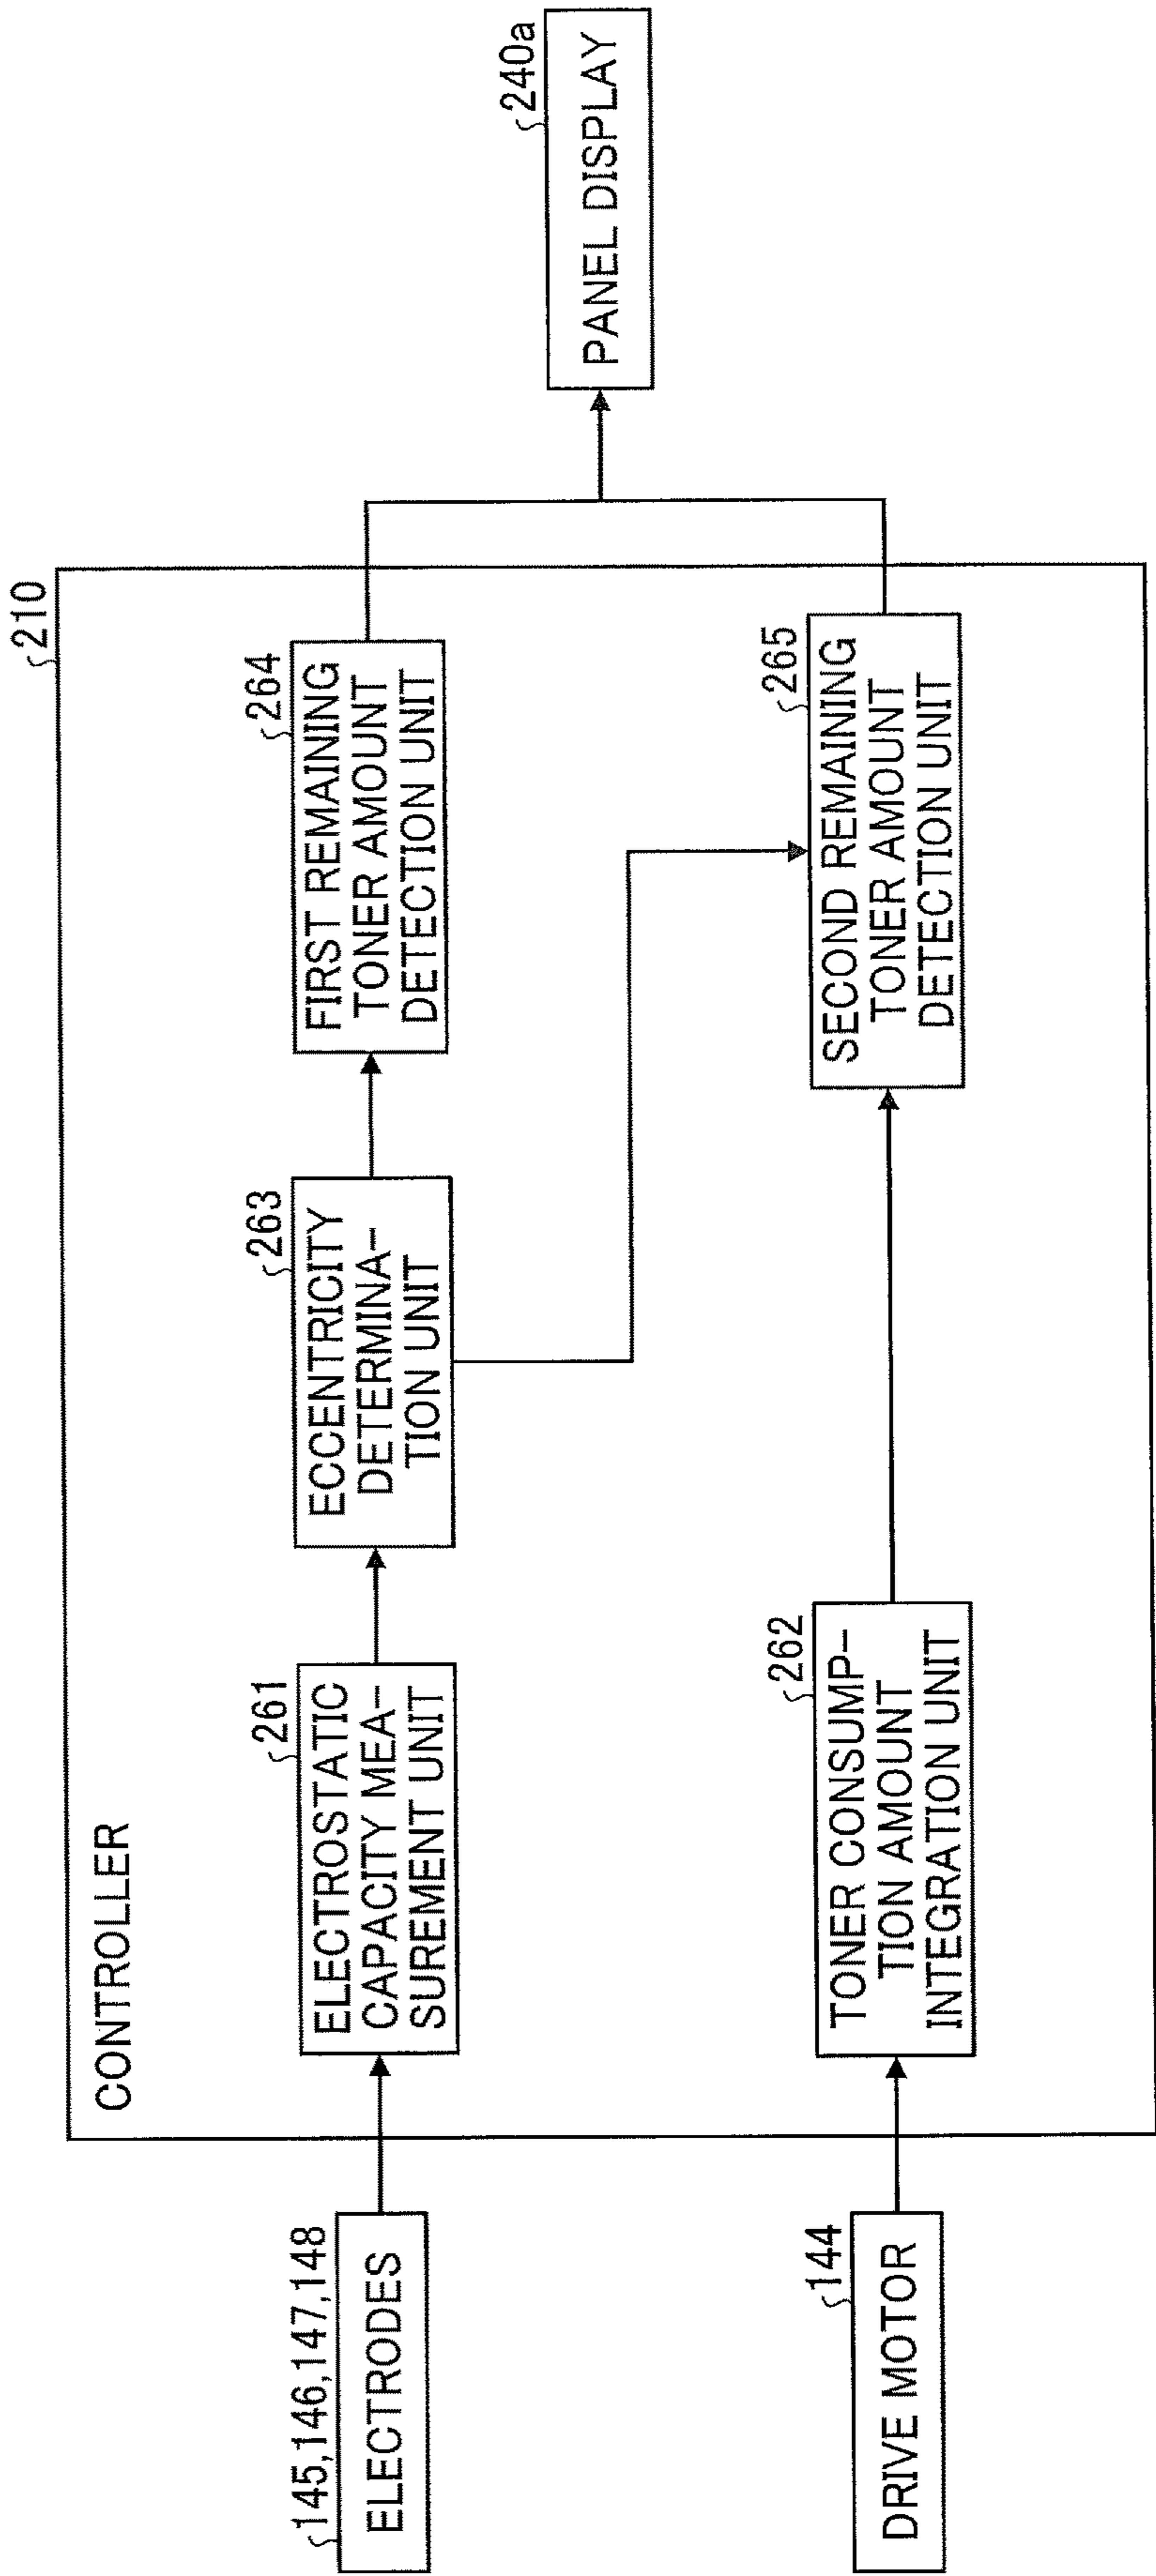 210
CONTROLLER
145,146,147,148
ELECTRODES
261
ELECTROSTATIC
CAPACITY MEA-
SUREMENT UNIT
263
ECCENTRICITY
DETERMINA-
TION UNIT
264
FIRST REMAINING
TONER AMOUNT
DETECTION UNIT
240a
PANEL DISPLAY
144
DRIVE MOTOR
262
TONER CONSUMP-
TION AMOUNT
INTEGRATION UNIT
265
SECOND REMAINING
TONER AMOUNT
DETECTION UNIT